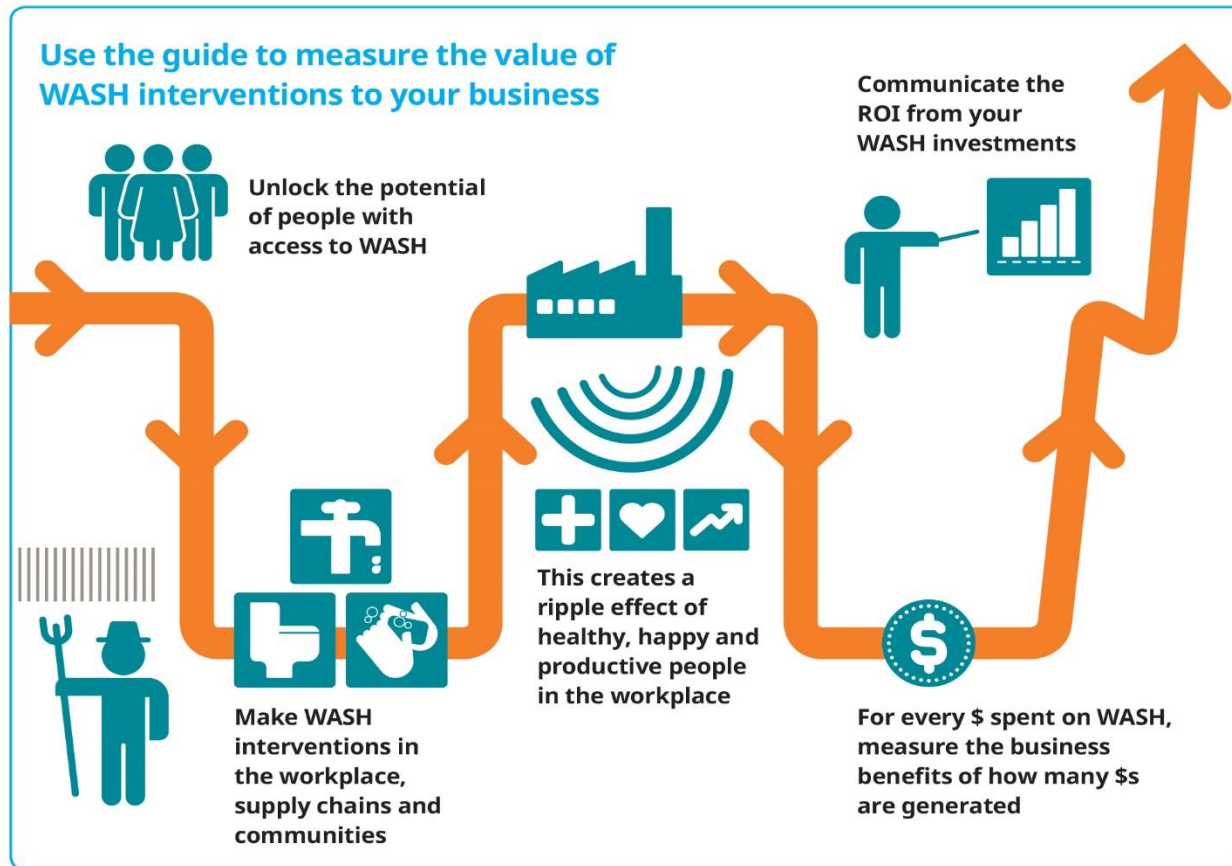 Use the guide to measure the value of
WASH interventions to your business
Unlock the potential
of people with
access to WASH
Make WASH
interventions in
the workplace,
supply chains and
communities
This creates a
ripple effect of
healthy, happy and
productive people
in the workplace
$
For every $ spent on WASH,
measure the business
benefits of how many $s
are generated
Communicate the
ROI from your
WASH investments